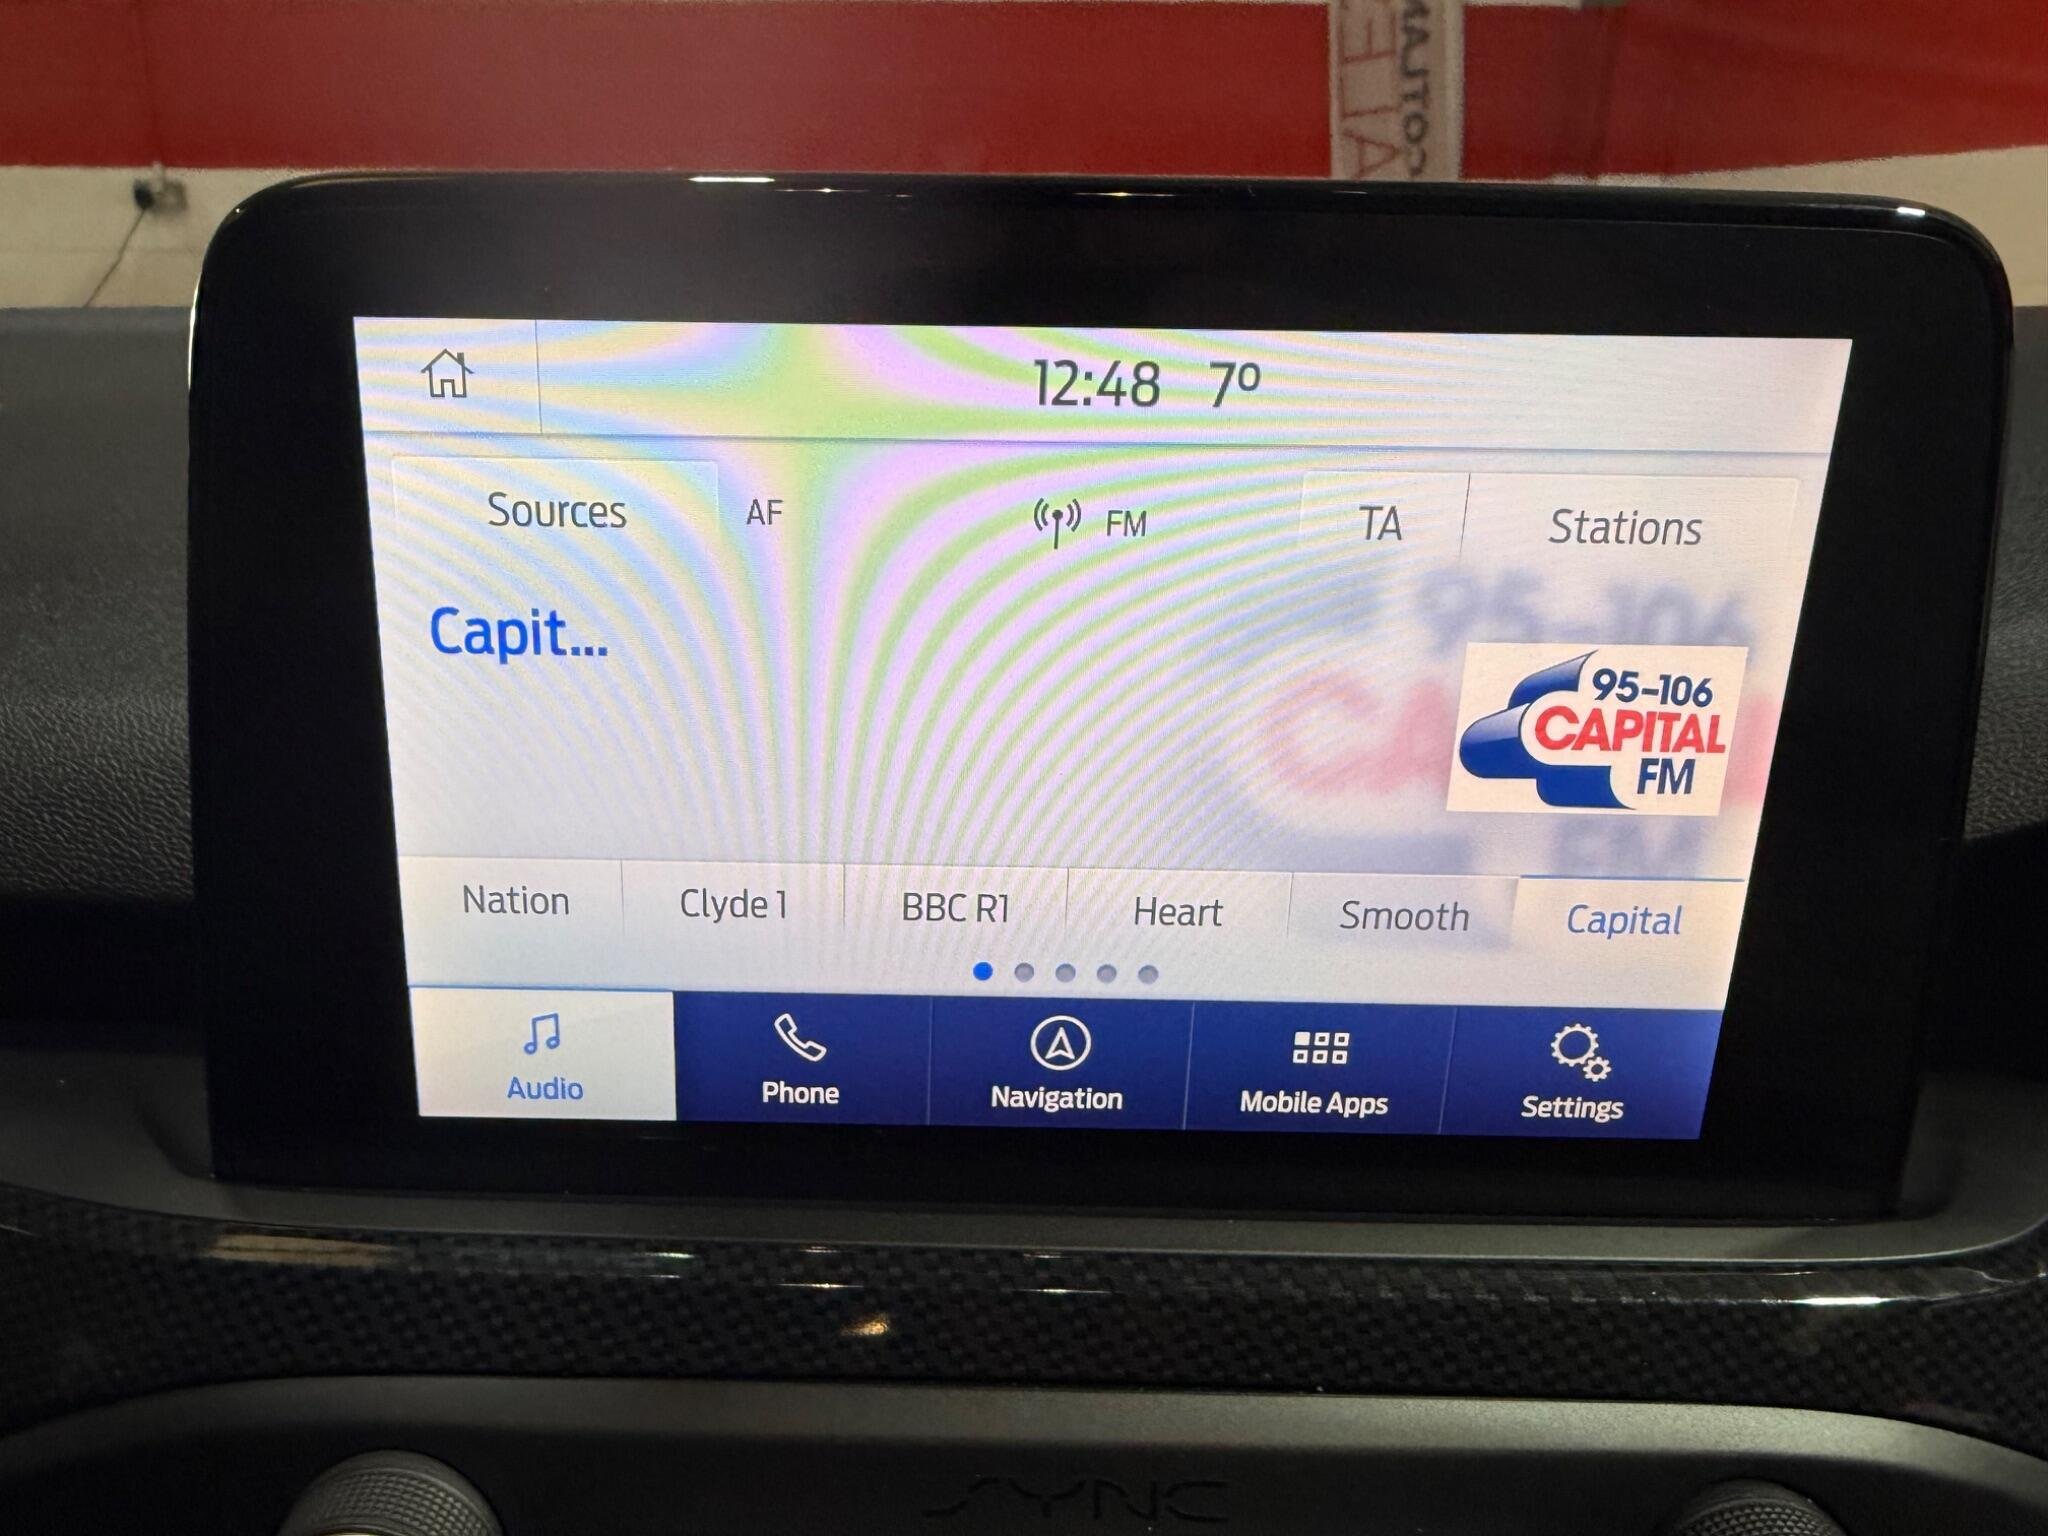 12:48 7°
Sources AF FM TA Stations
Capit...
95-106
CAPITAL
FM
Nation Clyde 1 BBC R1 Heart Smooth Capital
Audio Phone Navigation Mobile Apps Settings
SYNC